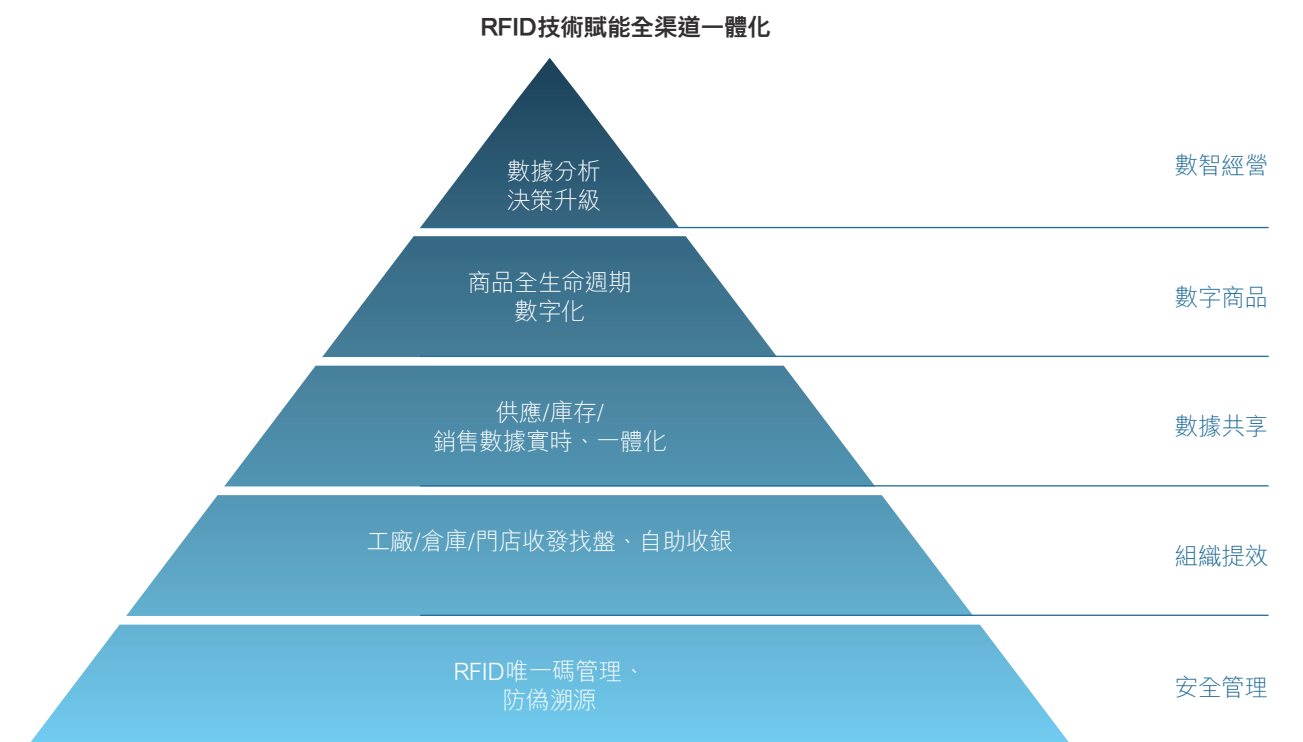 RFID技術賦能全渠道一體化
數據分析
決策升級
數智經營
商品全生命週期
數字化
數字商品
供應/庫存/
銷售數據實時、一體化
數據共享
工廠/倉庫/門店收發找盤、自助收銀
組織提效
RFID唯一碼管理、
防偽溯源
安全管理